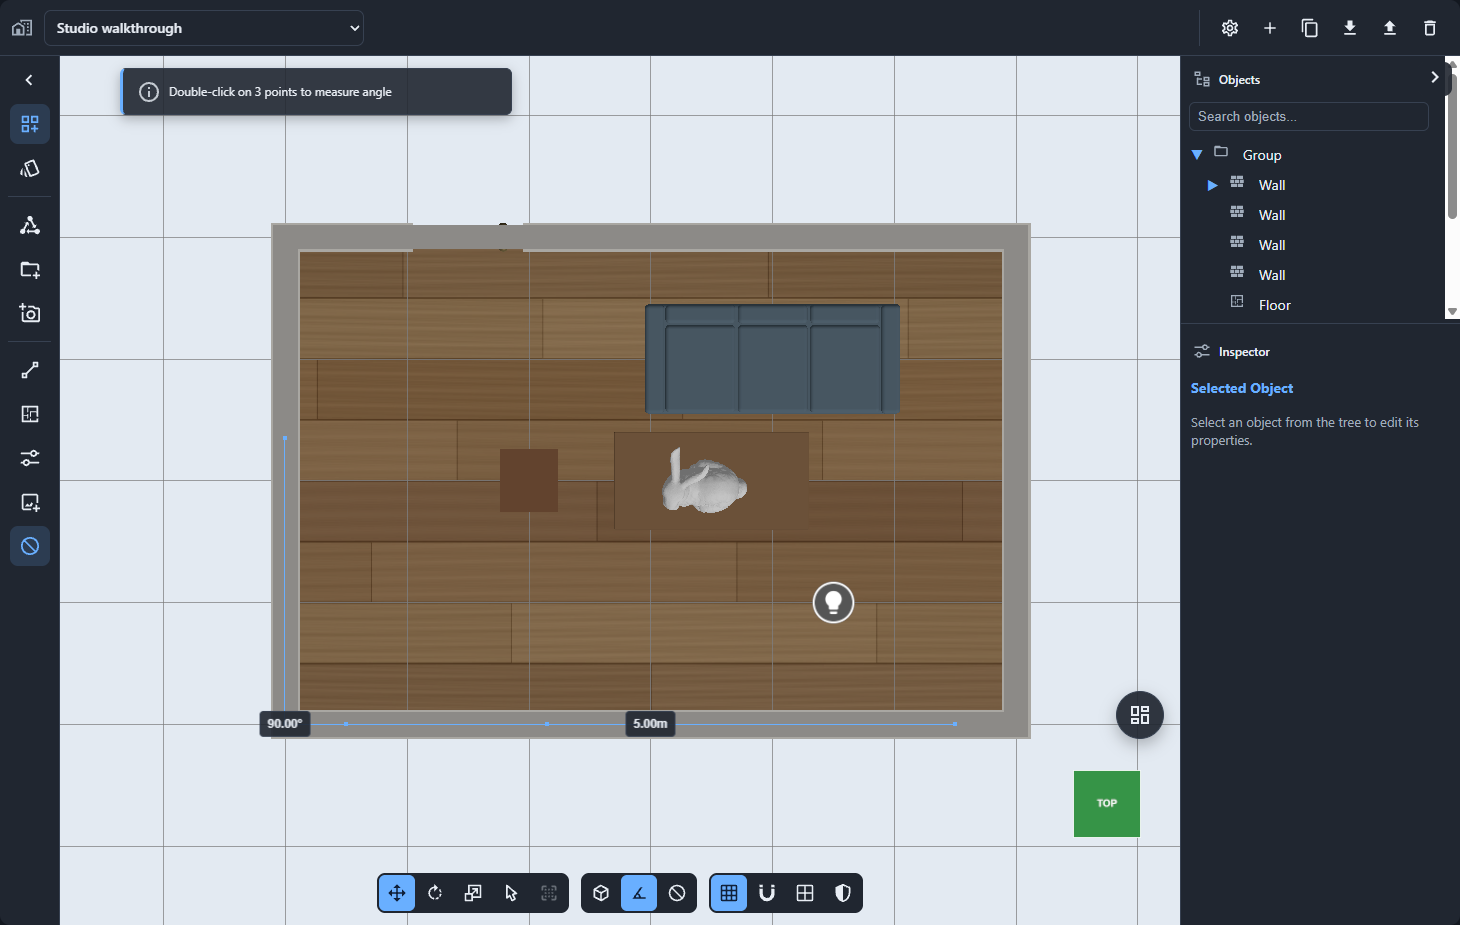 Studio walkthrough
Double-click on 3 points to measure angle
Objects
Search objects...
Group
Wall
Wall
Wall
Wall
Floor
Inspector
Selected Object
Select an object from the tree to edit its
properties.
90.00°
5.00m
TOP